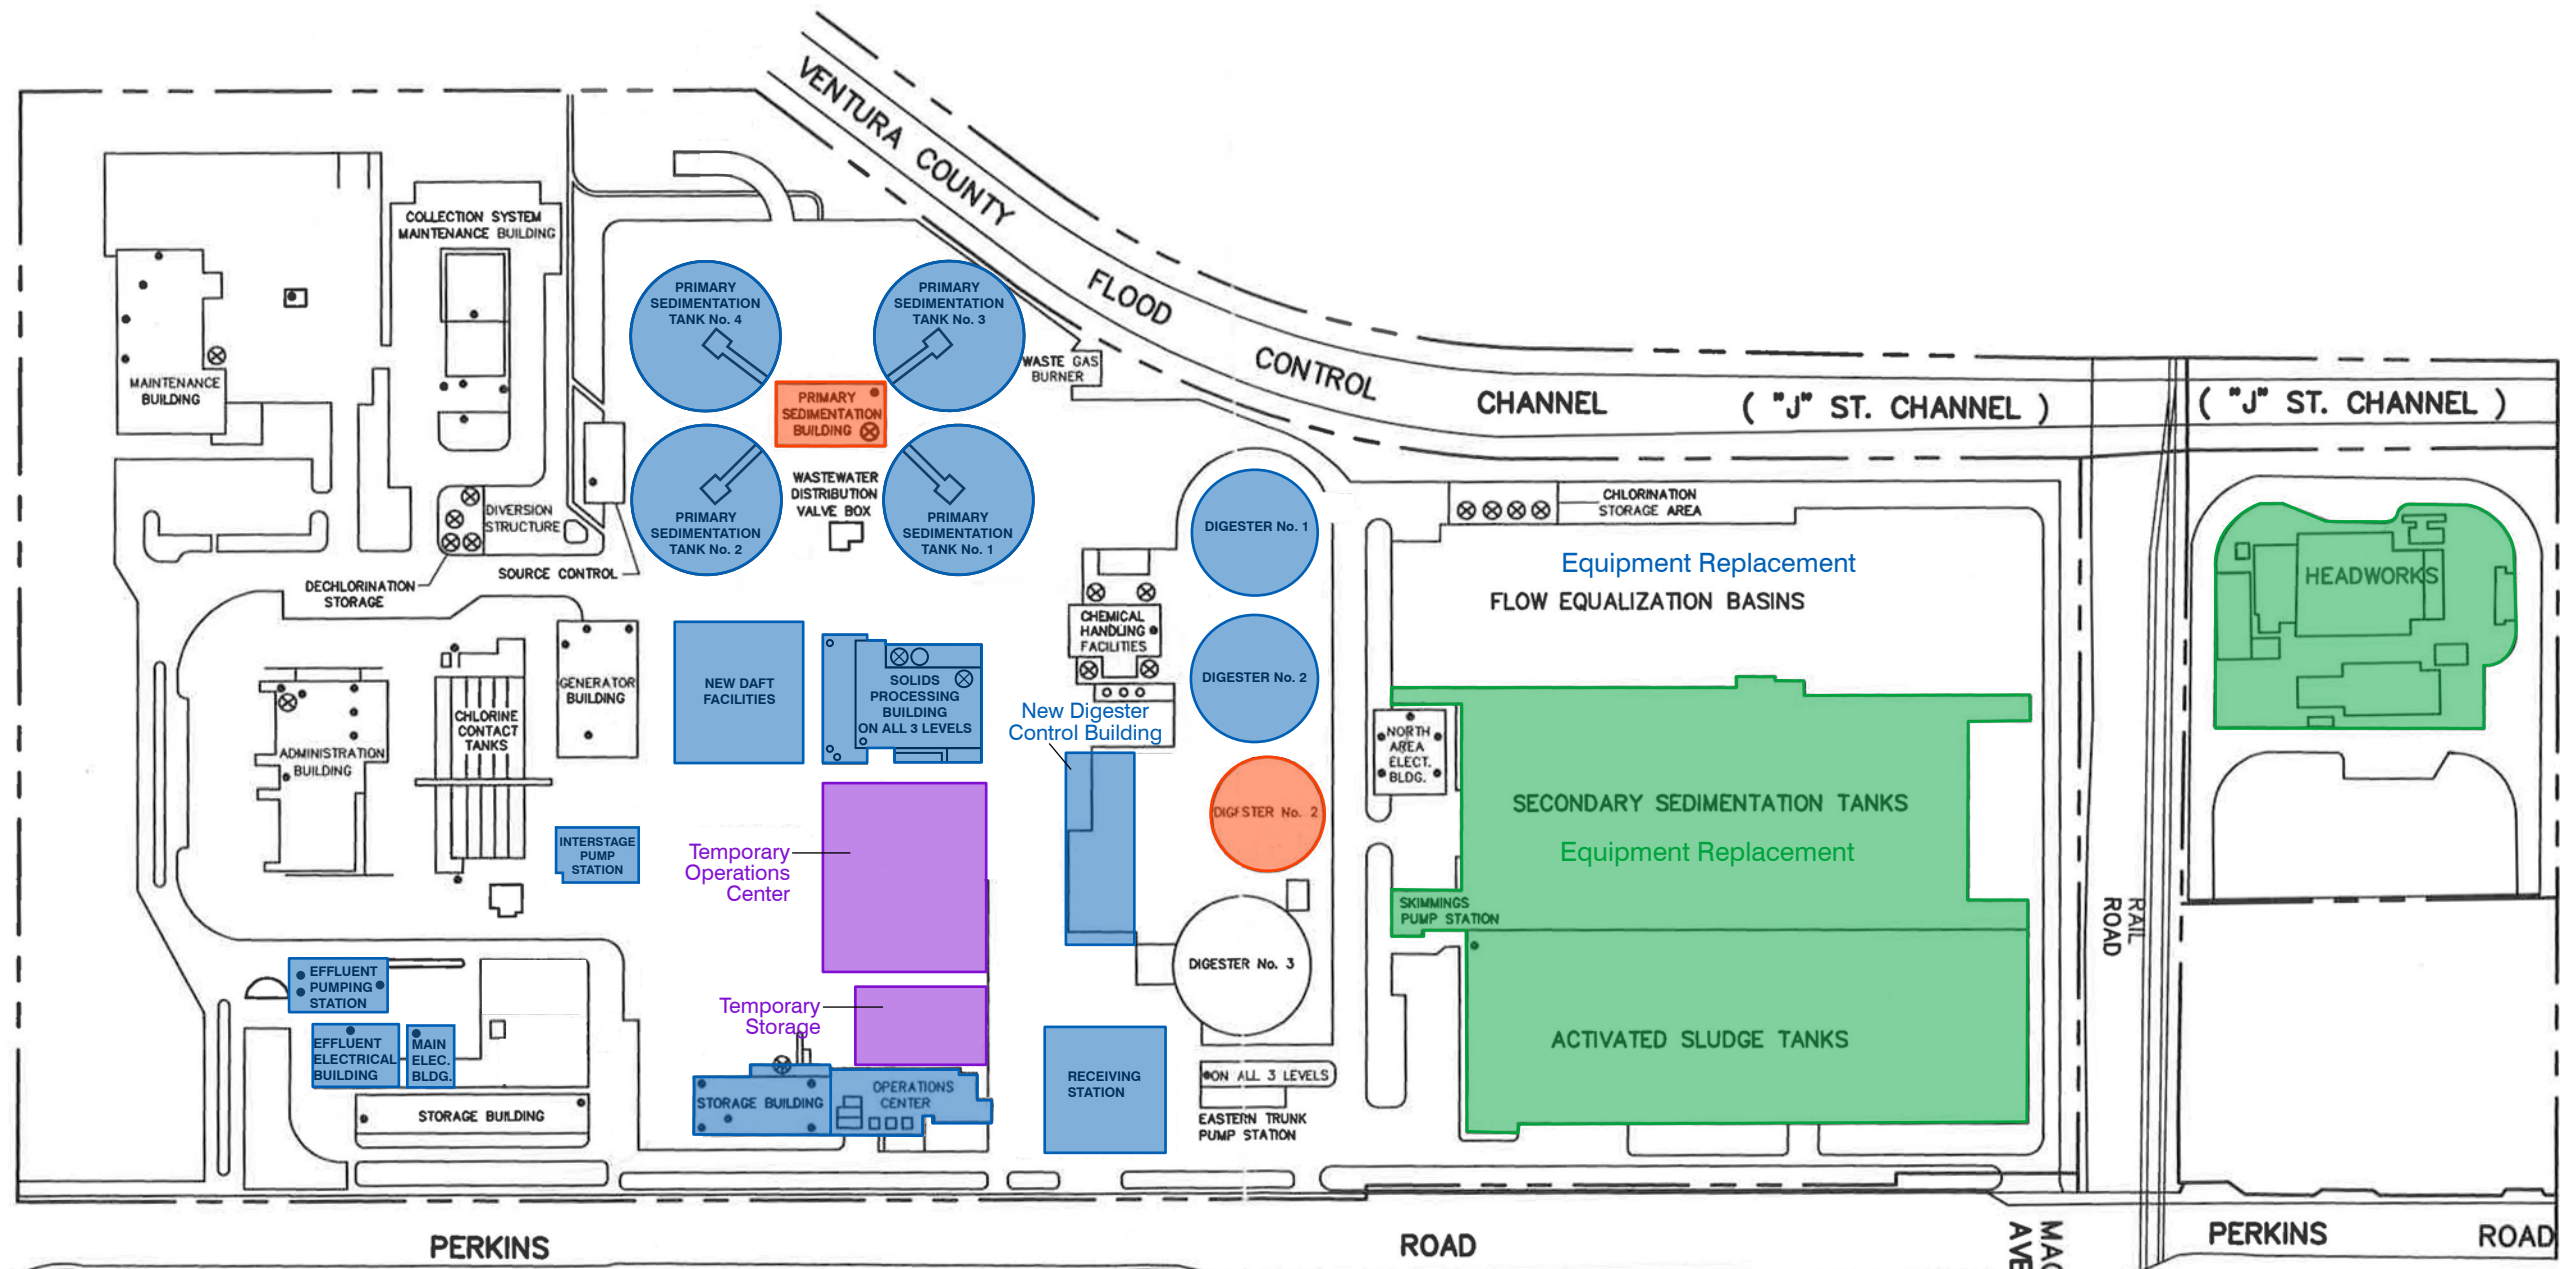 VENTURA COUNTY
FLOOD
CONTROL
CHANNEL
( "J" ST. CHANNEL )
( "J" ST. CHANNEL )
COLLECTION SYSTEM
MAINTENANCE BUILDING
MAINTENANCE
BUILDING
PRIMARY
SEDIMENTATION
TANK No. 4
PRIMARY
SEDIMENTATION
TANK No. 3
WASTE GAS
BURNER
PRIMARY
SEDIMENTATION
BUILDING
WASTEWATER
DISTRIBUTION
VALVE BOX
PRIMARY
SEDIMENTATION
TANK No. 2
PRIMARY
SEDIMENTATION
TANK No. 1
DIVERSION
STRUCTURE
SOURCE CONTROL
DECHLORINATION
STORAGE
DIGESTER No. 1
CHLORINATION
STORAGE AREA
Equipment Replacement
FLOW EQUALIZATION BASINS
HEADWORKS
CHEMICAL
HANDLING
FACILITIES
DIGESTER No. 2
GENERATOR
BUILDING
NEW DAFT
FACILITIES
SOLIDS
PROCESSING
BUILDING
ON ALL 3 LEVELS
New Digester
Control Building
NORTH
AREA
ELECT.
BLDG.
CHLORINE
CONTACT
TANKS
ADMINISTRATION
BUILDING
DIGESTER No. 2
SECONDARY SEDIMENTATION TANKS
Equipment Replacement
INTERSTAGE
PUMP
STATION
Temporary
Operations
Center
SKIMMINGS
PUMP STATION
RAIL
ROAD
DIGESTER No. 3
EFFLUENT
PUMPING
STATION
Temporary
Storage
EFFLUENT
ELECTRICAL
BUILDING
MAIN
ELEC.
BLDG.
ACTIVATED SLUDGE TANKS
RECEIVING
STATION
ON ALL 3 LEVELS
STORAGE BUILDING
OPERATIONS
CENTER
STORAGE BUILDING
EASTERN TRUNK
PUMP STATION
PERKINS
ROAD
MAC
AVE
PERKINS
ROAD